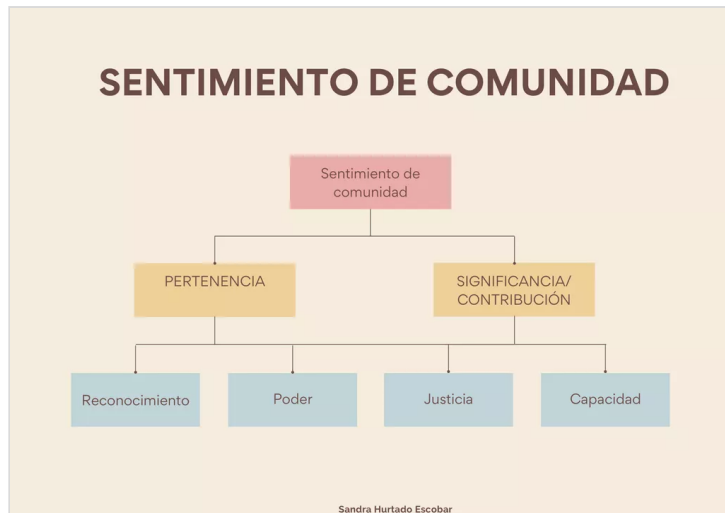 SENTIMIENTO DE COMUNIDAD
Sentimiento de
comunidad
PERTENENCIA
SIGNIFICANCIA/
CONTRIBUCIÓN
Reconocimiento
Poder
Justicia
Capacidad
Sandra Hurtado Escobar